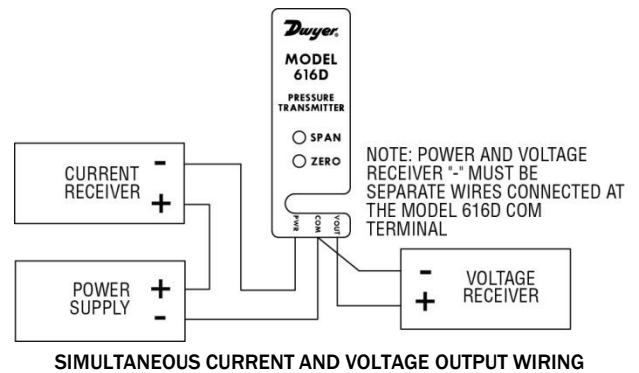 Dwyer®
MODEL
616D
PRESSURE
TRANSMITTER
SPAN
ZERO
PWR
COM
VOUT
CURRENT
RECEIVER
-
+
POWER
SUPPLY
+
-
NOTE: POWER AND VOLTAGE
RECEIVER "-" MUST BE
SEPARATE WIRES CONNECTED AT
THE MODEL 616D COM
TERMINAL
-
+
VOLTAGE
RECEIVER
SIMULTANEOUS CURRENT AND VOLTAGE OUTPUT WIRING